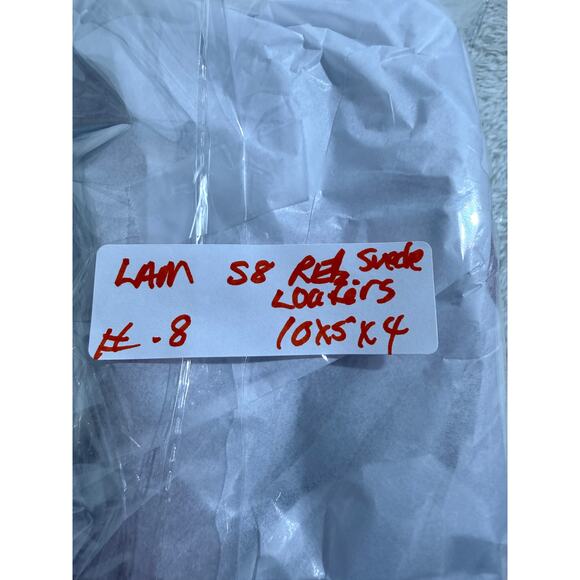 LAM S8 RED Suede
Loafers
#.8 10x5x4